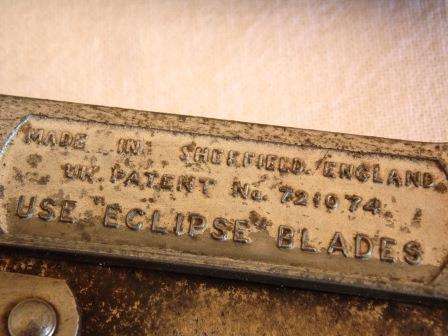 MADE IN SHEFFIELD. ENGLAND
UK PATENT No. 721074.
USE "ECLIPSE" BLADES